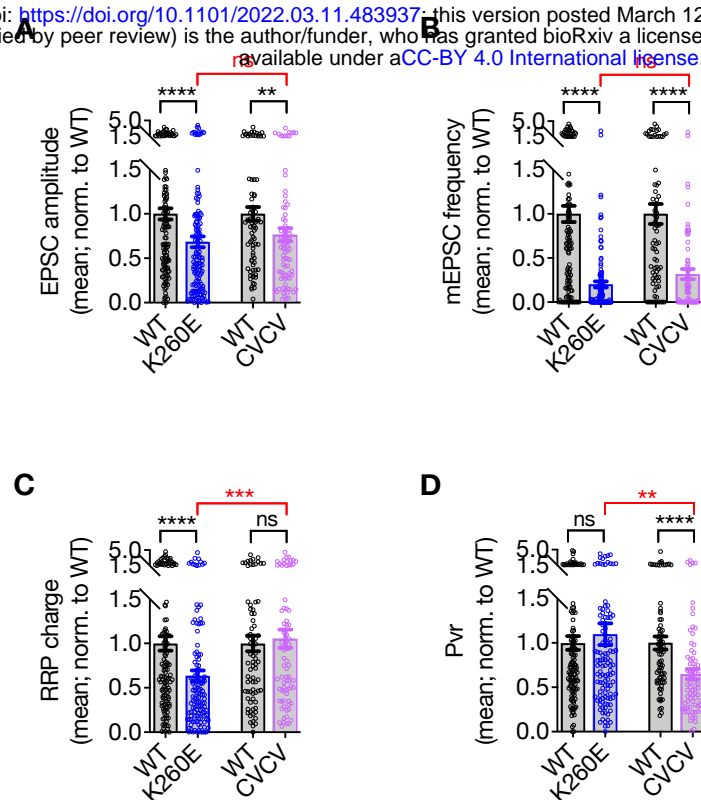 oi: https://doi.org/10.1101/2022.03.11.483937; this version posted March 12
ied by peer review) is the author/funder, who has granted bioRxiv a license
available under aCC-BY 4.0 International license.
A
ns
**** **
5.0
1.5
1.5
1.0
0.5
0.0
EPSC amplitude
(mean; norm. to WT)
WT
K260E
WT
CVCV
B
ns
**** ****
5.0
1.5
1.5
1.0
0.5
0.0
mEPSC frequency
(mean; norm. to WT)
WT
K260E
WT
CVCV
C
***
**** ns
5.0
1.5
1.5
1.0
0.5
0.0
RRP charge
(mean; norm. to WT)
WT
K260E
WT
CVCV
D
**
ns ****
5.0
1.5
1.5
1.0
0.5
0.0
Pvr
(mean; norm. to WT)
WT
K260E
WT
CVCV